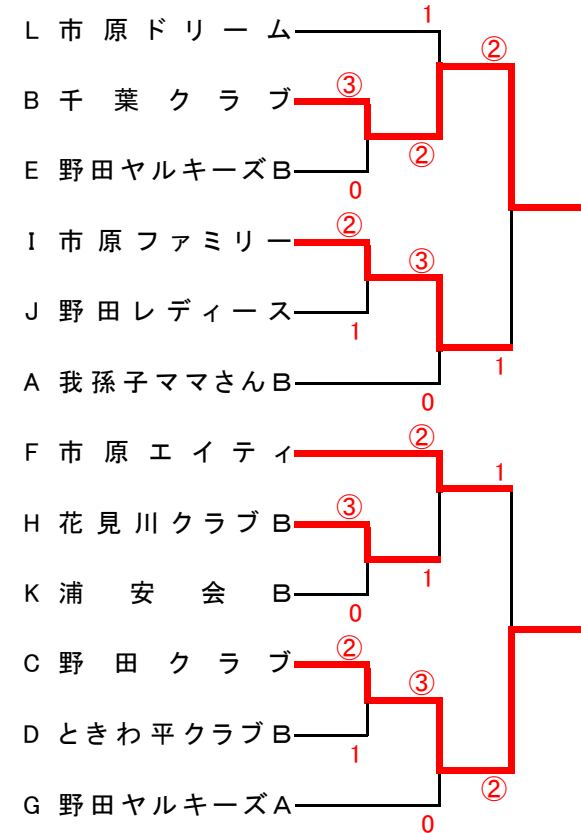 1
L 市原ドリーム
②
③
B 千葉クラブ
②
E 野田ヤルキーズB
0
②
I 市原ファミリー
③
J 野田レディース
1
1
A 我孫子ママさんB
0
②
F 市原エイティ
1
③
H 花見川クラブB
1
K 浦安会B
0
②
C 野田クラブ
③
D ときわ平クラブB
1
②
G 野田ヤルキーズA
0